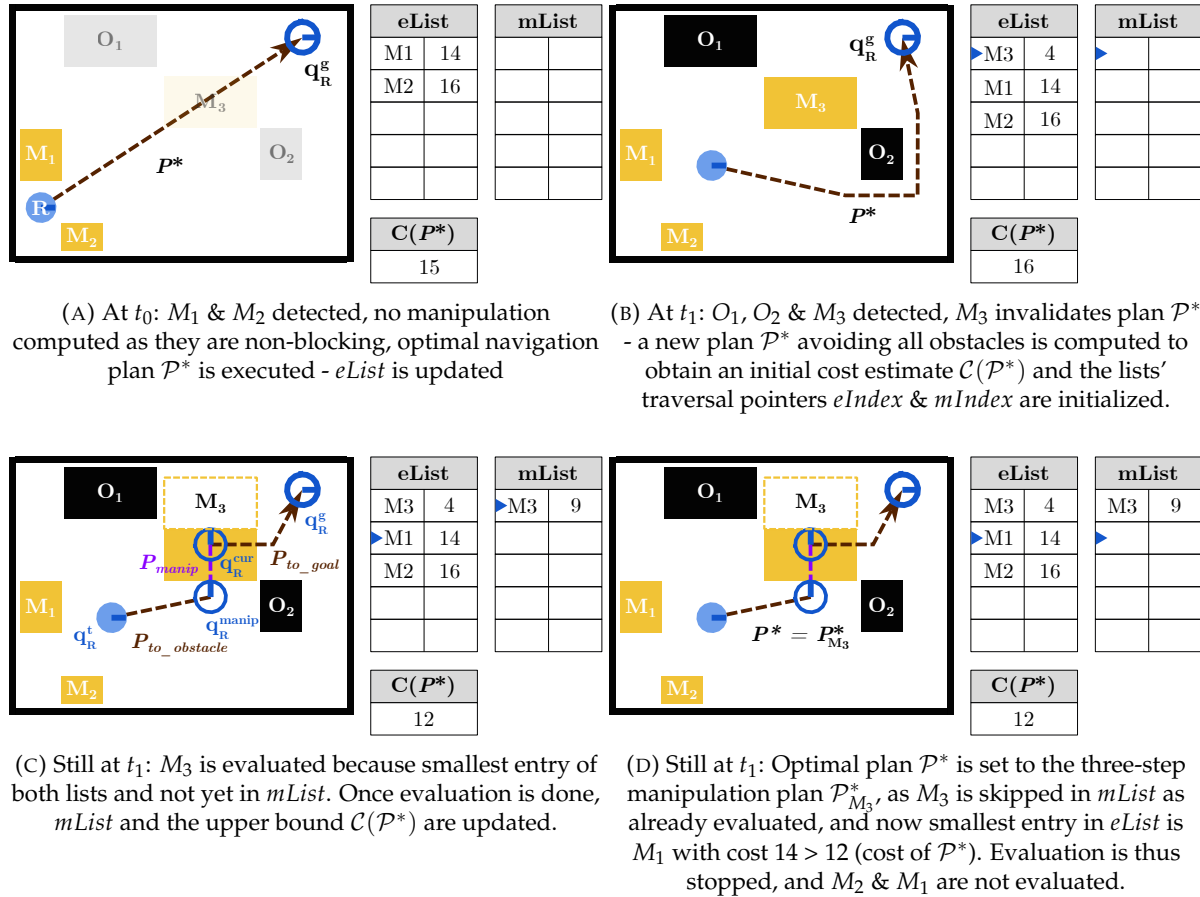 O₁
q_R^g
M₃
M₁
O₂
P*
R
M₂
eList
M1 14
M2 16
mList
C(P*)
15
(A) At t₀: M₁ & M₂ detected, no manipulation
computed as they are non-blocking, optimal navigation
plan P* is executed - eList is updated
O₁
q_R^g
M₃
M₁
O₂
P*
M₂
eList
M3 4
M1 14
M2 16
mList
C(P*)
16
(B) At t₁: O₁, O₂ & M₃ detected, M₃ invalidates plan P*
- a new plan P* avoiding all obstacles is computed to
obtain an initial cost estimate C(P*) and the lists'
traversal pointers eIndex & mIndex are initialized.
O₁
M₃
q_R^g
P_manip
q_R^cur
P_to_goal
M₁
O₂
q_R^t
q_R^manip
P_to_obstacle
M₂
eList
M3 4
M1 14
M2 16
mList
M3 9
C(P*)
12
(C) Still at t₁: M₃ is evaluated because smallest entry of
both lists and not yet in mList. Once evaluation is done,
mList and the upper bound C(P*) are updated.
O₁
M₃
M₁
O₂
P* = P*_M₃
M₂
eList
M3 4
M1 14
M2 16
mList
M3 9
C(P*)
12
(D) Still at t₁: Optimal plan P* is set to the three-step
manipulation plan P*_M₃, as M₃ is skipped in mList as
already evaluated, and now smallest entry in eList is
M₁ with cost 14 > 12 (cost of P*). Evaluation is thus
stopped, and M₂ & M₁ are not evaluated.